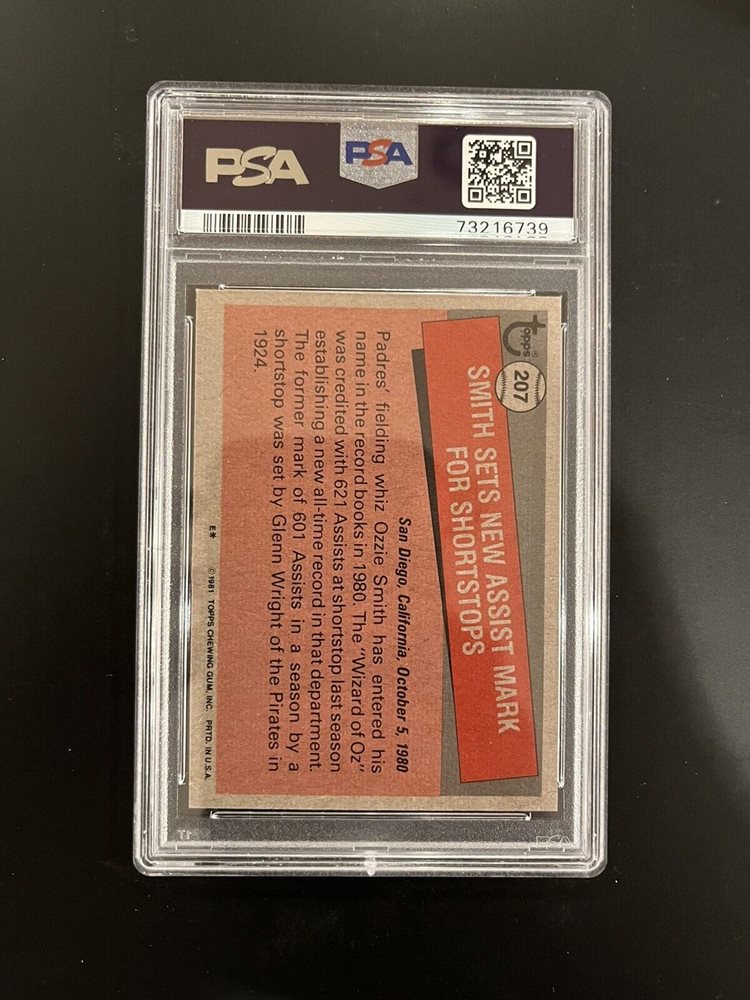 PSA
PSA
73216739
topps®
207
SMITH SETS NEW ASSIST MARK
FOR SHORTSTOPS
San Diego, California, October 5, 1980
Padres' fielding whiz Ozzie Smith has entered his
name in the record books in 1980. The "Wizard of Oz"
was credited with 621 Assists at shortstop last season
establishing a new all-time record in that department.
The former mark of 601 Assists in a season by a
shortstop was set by Glenn Wright of the Pirates in
1924.
E* ©1981 TOPPS CHEWING GUM, INC. PRTD. IN U.S.A.
PSA